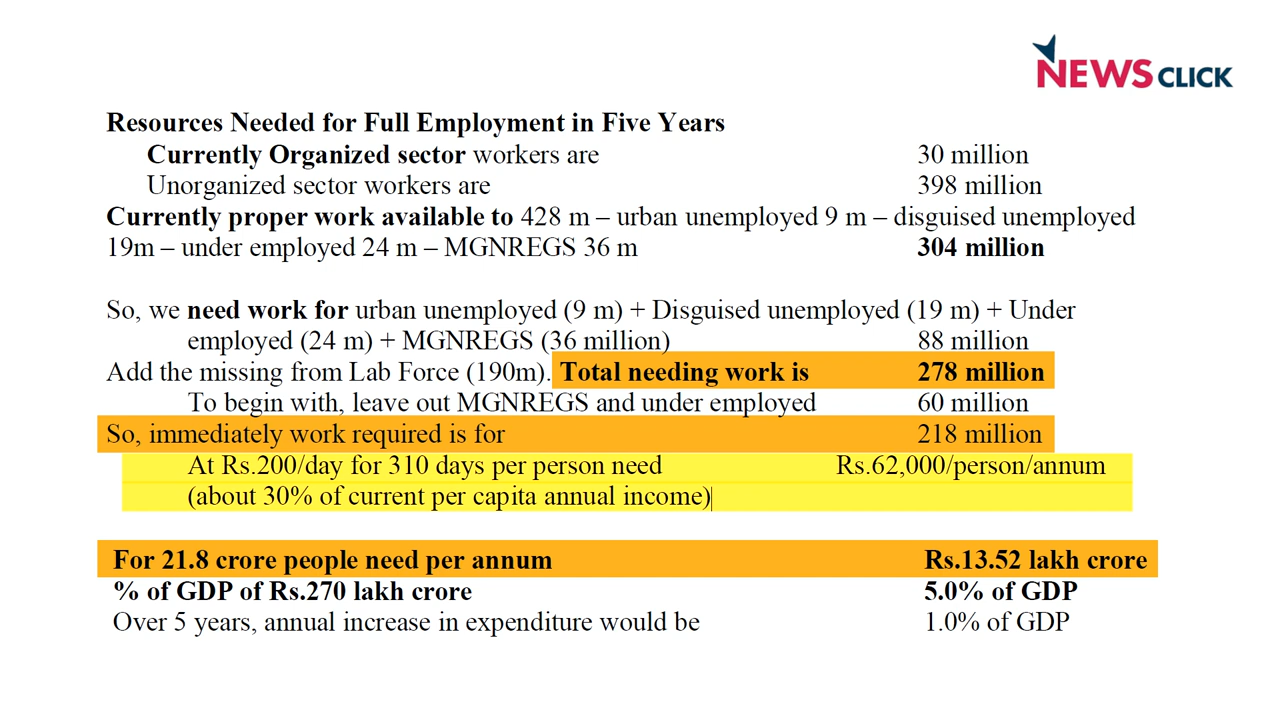 NEWSCLICK
Resources Needed for Full Employment in Five Years
Currently Organized sector workers are 30 million
Unorganized sector workers are 398 million
Currently proper work available to 428 m – urban unemployed 9 m – disguised unemployed
19m – under employed 24 m – MGNREGS 36 m 304 million
So, we need work for urban unemployed (9 m) + Disguised unemployed (19 m) + Under
employed (24 m) + MGNREGS (36 million) 88 million
Add the missing from Lab Force (190m). Total needing work is 278 million
To begin with, leave out MGNREGS and under employed 60 million
So, immediately work required is for 218 million
At Rs.200/day for 310 days per person need Rs.62,000/person/annum
(about 30% of current per capita annual income)
For 21.8 crore people need per annum Rs.13.52 lakh crore
% of GDP of Rs.270 lakh crore 5.0% of GDP
Over 5 years, annual increase in expenditure would be 1.0% of GDP